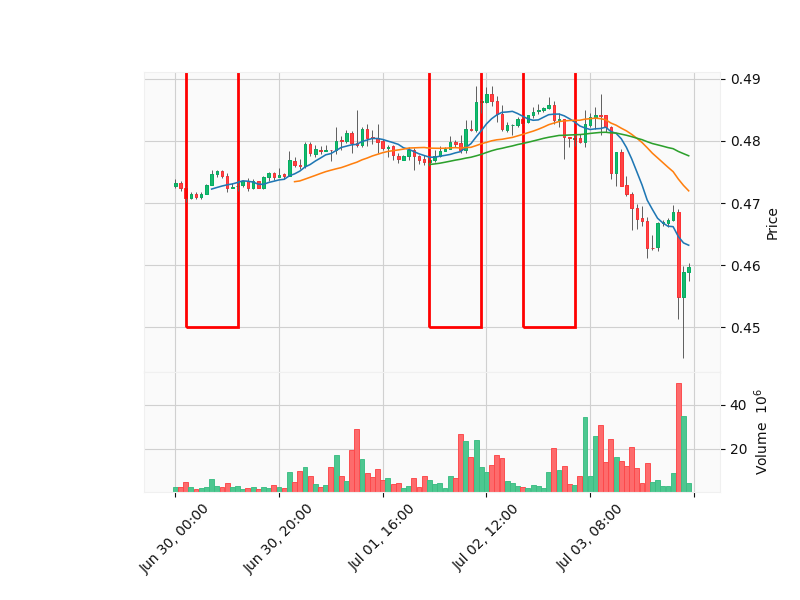 0.49
0.48
0.47
0.46
0.45
Price
40
20
Volume 10^6
Jun 30, 00:00
Jun 30, 20:00
Jul 01, 16:00
Jul 02, 12:00
Jul 03, 08:00